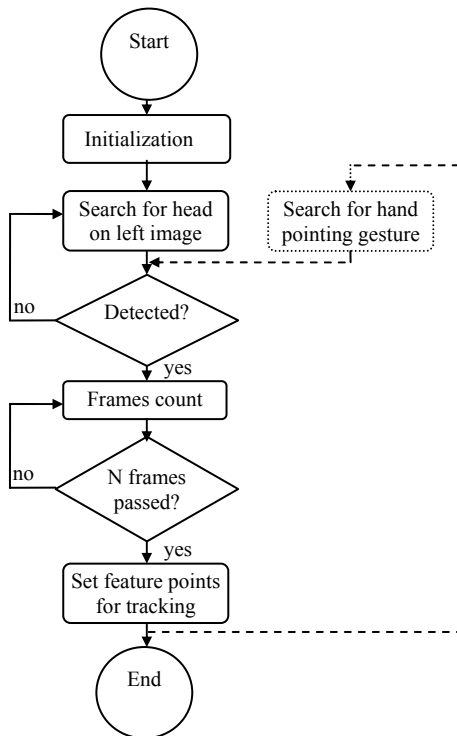 Start
Initialization
Search for head
on left image
Search for hand
pointing gesture
no
Detected?
yes
Frames count
no
N frames
passed?
yes
Set feature points
for tracking
End